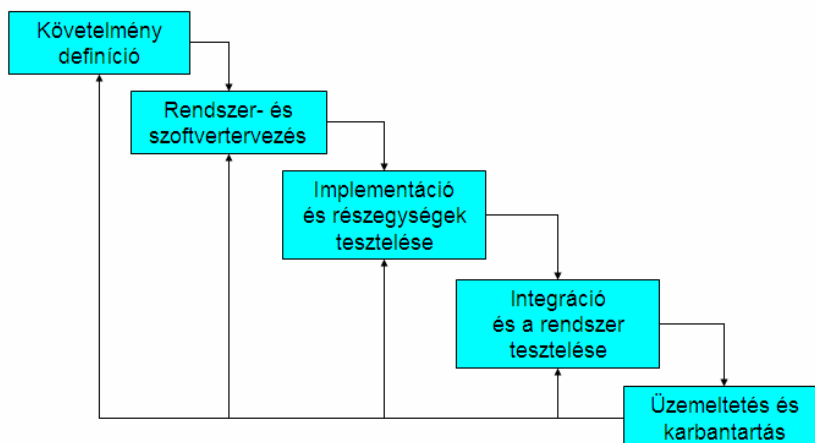 Követelmény
definíció
Rendszer- és
szoftvertervezés
Implementáció
és részegységek
tesztelése
Integráció
és a rendszer
tesztelése
Üzemeltetés és
karbantartás